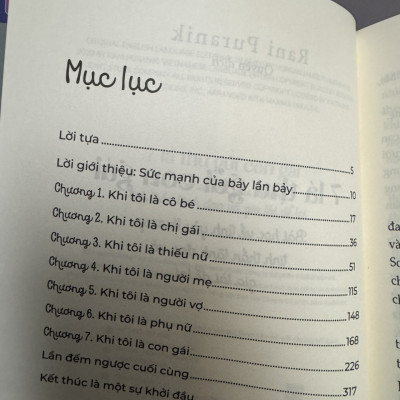 Mục lục
Lời tựa 5
Lời giới thiệu: Sức mạnh của bảy lần bảy 10
Chương 1. Khi tôi là cô bé 17
Chương 2. Khi tôi là chị gái 36
Chương 3. Khi tôi là thiếu nữ 51
Chương 4. Khi tôi là người mẹ 115
Chương 5. Khi tôi là người vợ 148
Chương 6. Khi tôi là phụ nữ 168
Chương 7. Khi tôi là con gái 226
Lần đếm ngược cuối cùng 317
Kết thúc là một sự khởi đầu